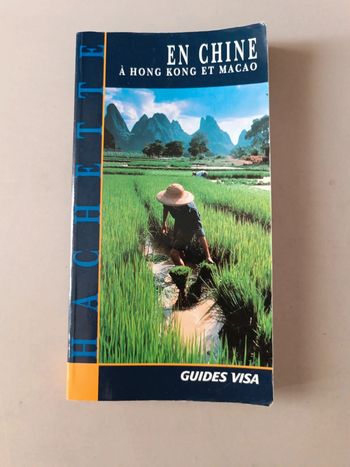 EN CHINE
À HONG KONG ET MACAO
HACHETTE
GUIDES VISA